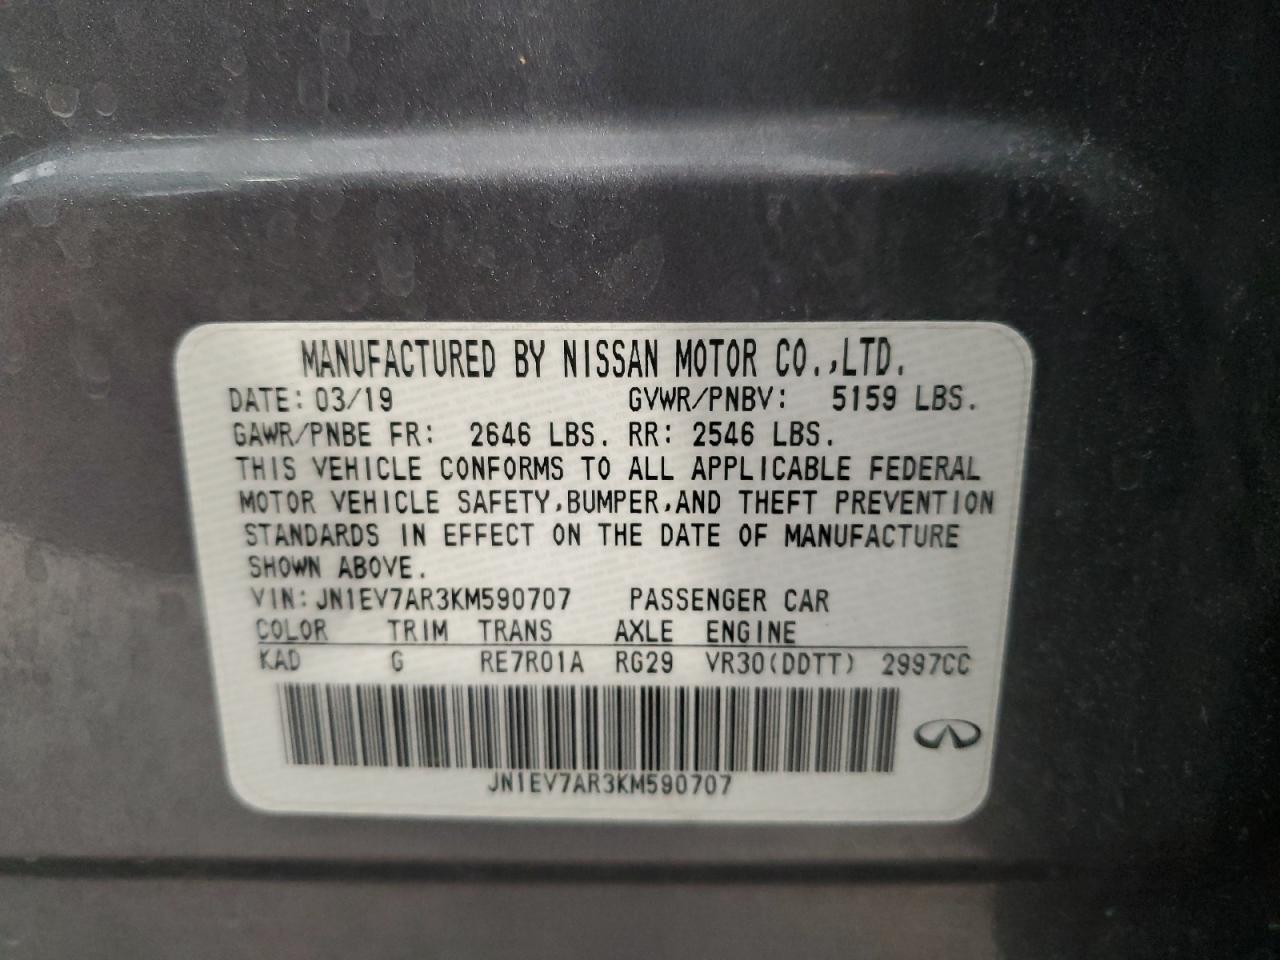 MANUFACTURED BY NISSAN MOTOR CO.,LTD.
DATE: 03/19 GVWR/PNBV: 5159 LBS.
GAWR/PNBE FR: 2646 LBS. RR: 2546 LBS.
THIS VEHICLE CONFORMS TO ALL APPLICABLE FEDERAL
MOTOR VEHICLE SAFETY,BUMPER,AND THEFT PREVENTION
STANDARDS IN EFFECT ON THE DATE OF MANUFACTURE
SHOWN ABOVE.
VIN: JN1EV7AR3KM590707 PASSENGER CAR
COLOR TRIM TRANS AXLE ENGINE
KAD G RE7R01A RG29 VR30(DDTT) 2997CC
JN1EV7AR3KM590707